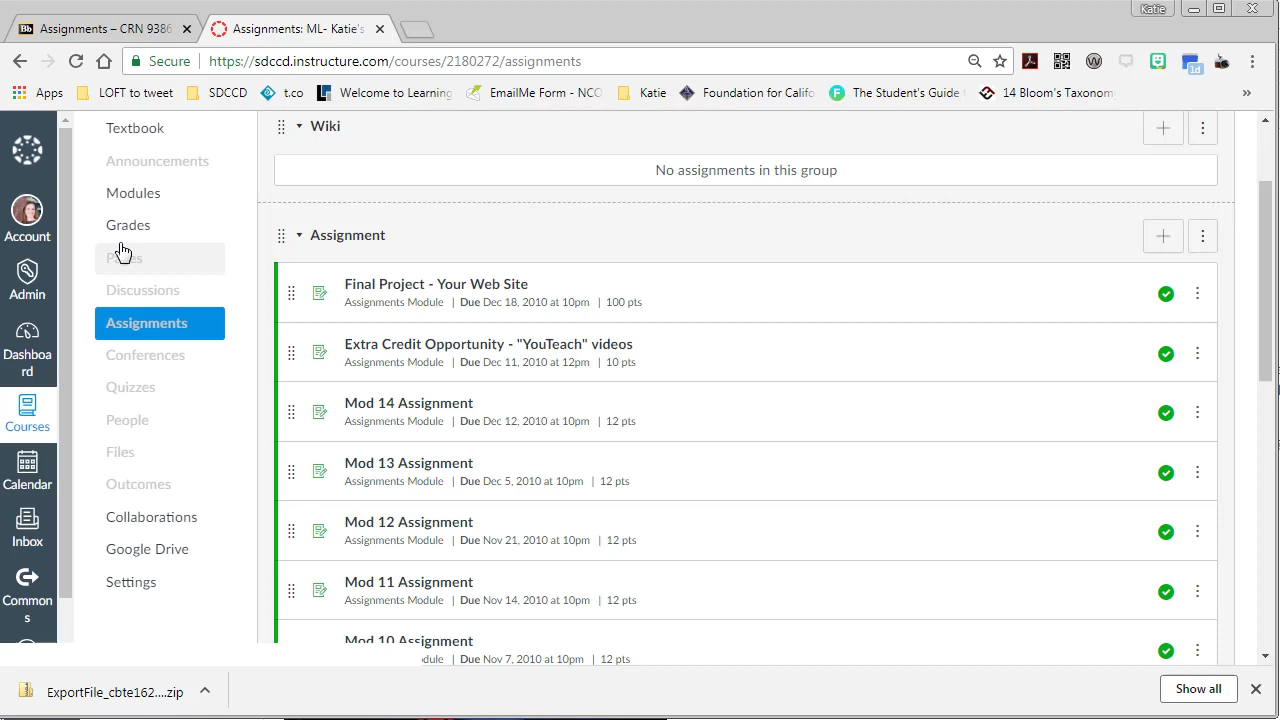 Katie
Assignments – CRN 9386
Assignments: ML- Katie's
Secure
https://sdccd.instructure.com/courses/2180272/assignments
1d
Apps
LOFT to tweet
SDCCD
t.co
Welcome to Learning
EmailMe Form - NCC
Katie
Foundation for Califo
The Student's Guide
14 Bloom's Taxonom
»
Account
Admin
Dashboa
rd
Courses
Calendar
Inbox
Common
s
Textbook
Announcements
Modules
Grades
Discussions
Assignments
Conferences
Quizzes
People
Files
Outcomes
Collaborations
Google Drive
Settings
Wiki
No assignments in this group
Assignment
Final Project - Your Web Site
Assignments Module | Due Dec 18, 2010 at 10pm | 100 pts
Extra Credit Opportunity - "YouTeach" videos
Assignments Module | Due Dec 11, 2010 at 12pm | 10 pts
Mod 14 Assignment
Assignments Module | Due Dec 12, 2010 at 10pm | 12 pts
Mod 13 Assignment
Assignments Module | Due Dec 5, 2010 at 10pm | 12 pts
Mod 12 Assignment
Assignments Module | Due Nov 21, 2010 at 10pm | 12 pts
Mod 11 Assignment
Assignments Module | Due Nov 14, 2010 at 10pm | 12 pts
Mod 10 Assignment
dule | Due Nov 7, 2010 at 10pm | 12 pts
ExportFile_cbte162....zip
Show all